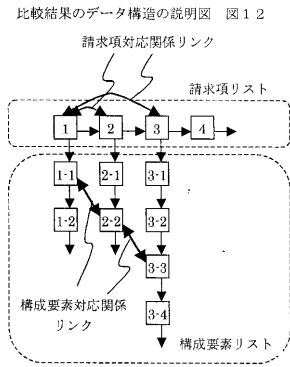 比較結果のデータ構造の説明図 図12
請求項対応関係リンク
請求項リスト
1 2 3 4
1-1 2-1 3-1
1-2 2-2 3-2
3-3
構成要素対応関係
リンク
3-4
構成要素リスト